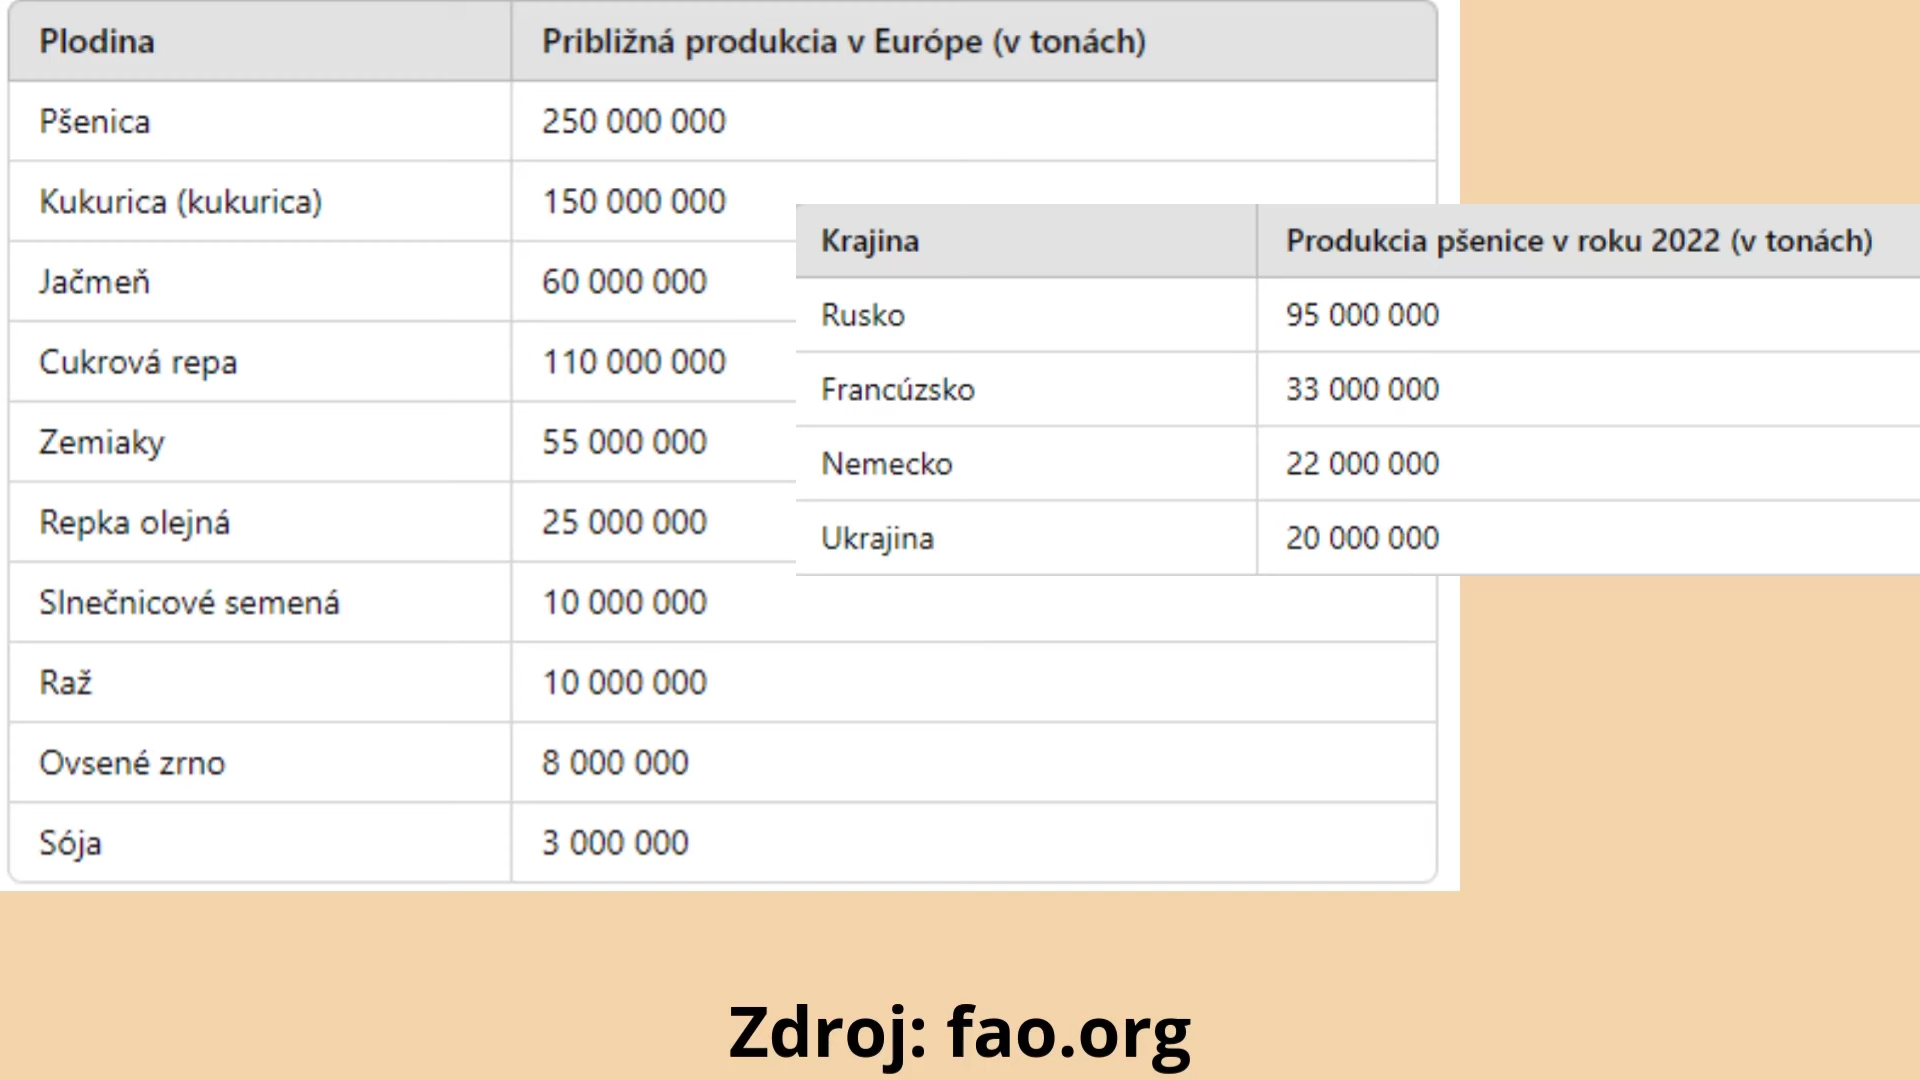 Plodina Približná produkcia v Európe (v tonách)
Pšenica 250 000 000
Kukurica (kukurica) 150 000 000
Jačmeň 60 000 000
Cukrová repa 110 000 000
Zemiaky 55 000 000
Repka olejná 25 000 000
Slnečnicové semená 10 000 000
Raž 10 000 000
Ovsené zrno 8 000 000
Sója 3 000 000
Krajina Produkcia pšenice v roku 2022 (v tonách)
Rusko 95 000 000
Francúzsko 33 000 000
Nemecko 22 000 000
Ukrajina 20 000 000
Zdroj: fao.org